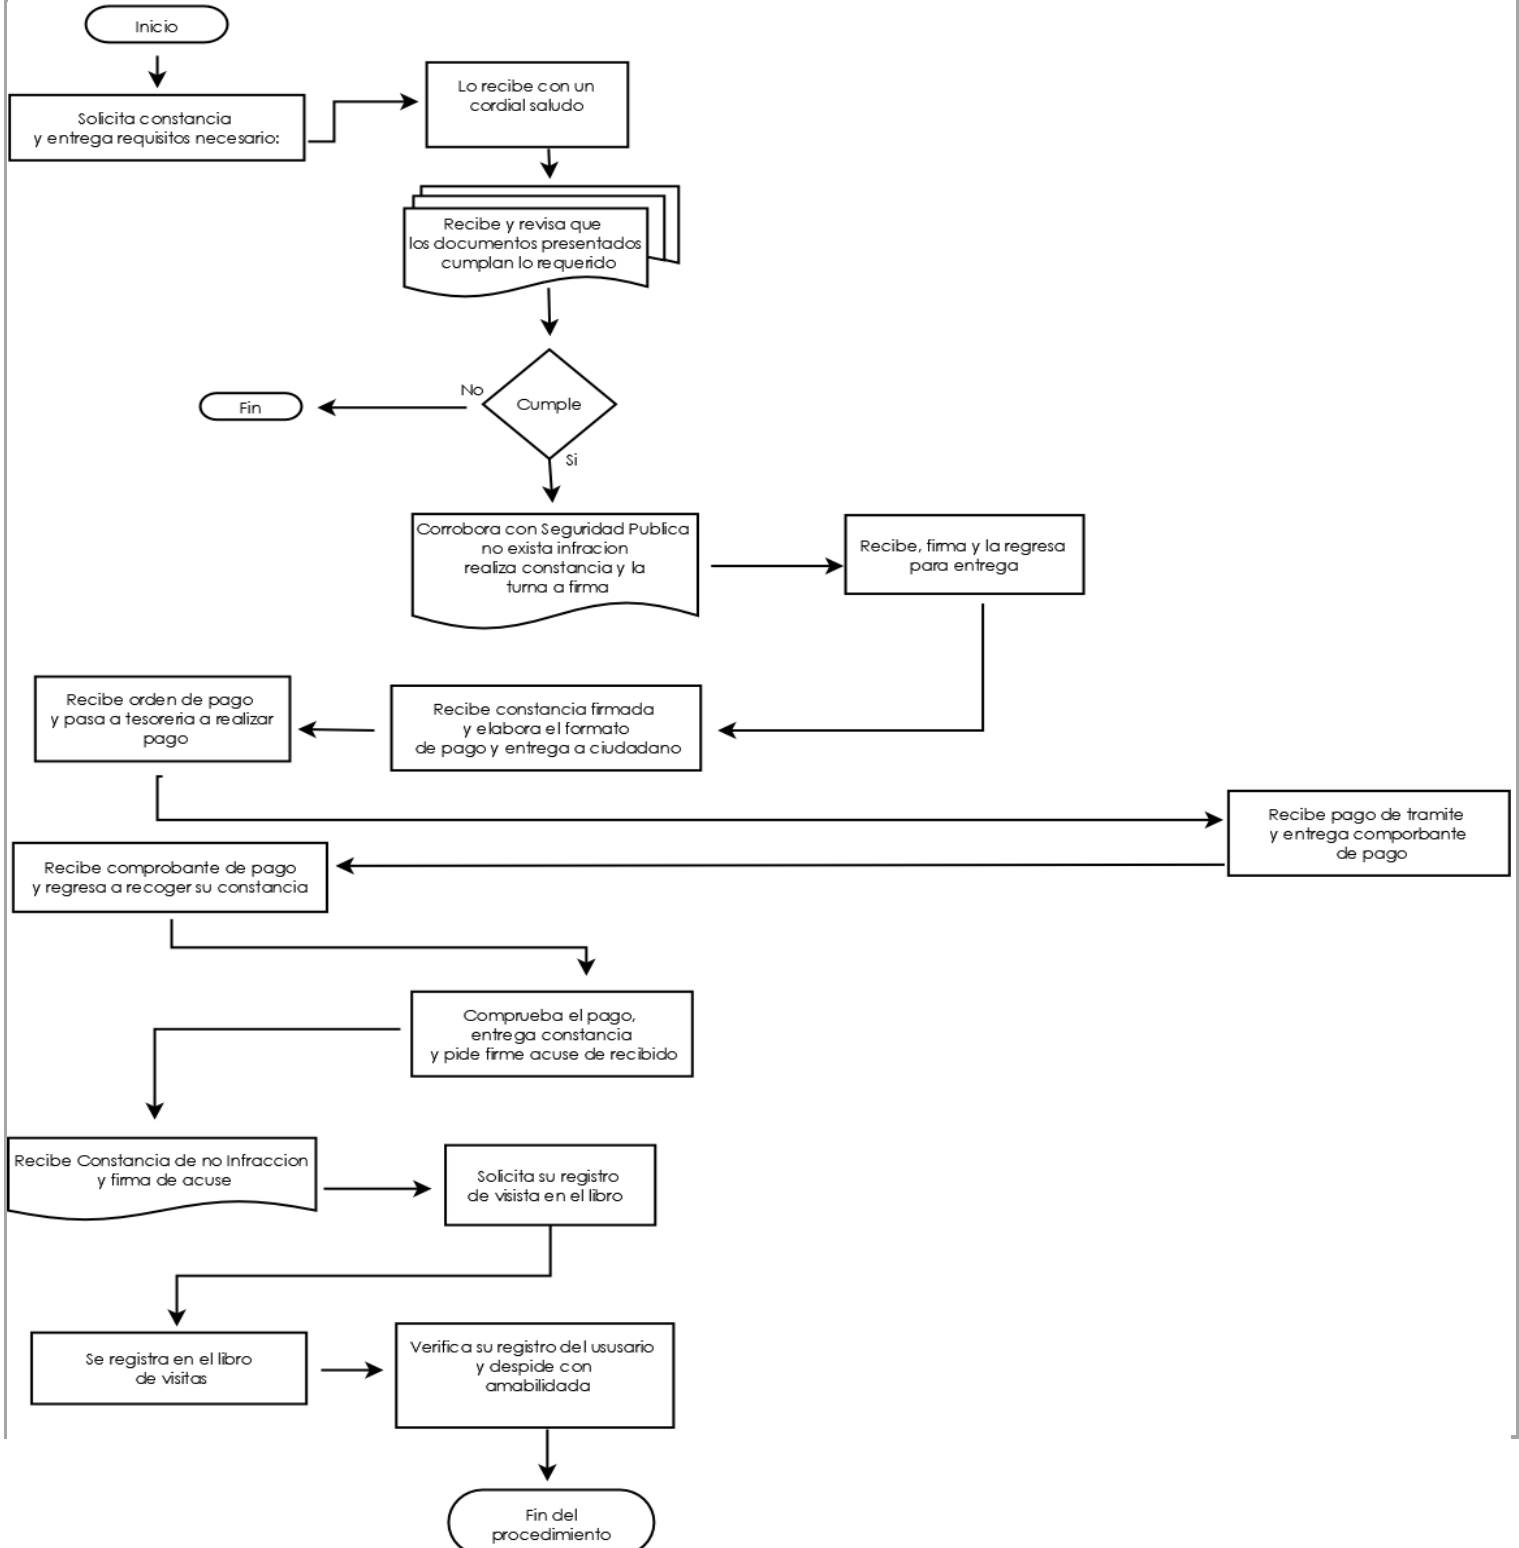 Inicio
Solicita constancia
y entrega requisitos necesario:
Lo recibe con un
cordial saludo
Recibe y revisa que
los documentos presentados
cumplan lo requerido
Cumple
No
Fin
Si
Corrobora con Seguridad Publica
no exista infracion
realiza constancia y la
turna a firma
Recibe, firma y la regresa
para entrega
Recibe constancia firmada
y elabora el formato
de pago y entrega a ciudadano
Recibe orden de pago
y pasa a tesoreria a realizar
pago
Recibe pago de tramite
y entrega comporbante
de pago
Recibe comprobante de pago
y regresa a recoger su constancia
Comprueba el pago,
entrega constancia
y pide firme acuse de recibido
Recibe Constancia de no Infraccion
y firma de acuse
Solicita su registro
de visista en el libro
Se registra en el libro
de visitas
Verifica su registro del ususario
y despide con
amabilidada
Fin del
procedimiento